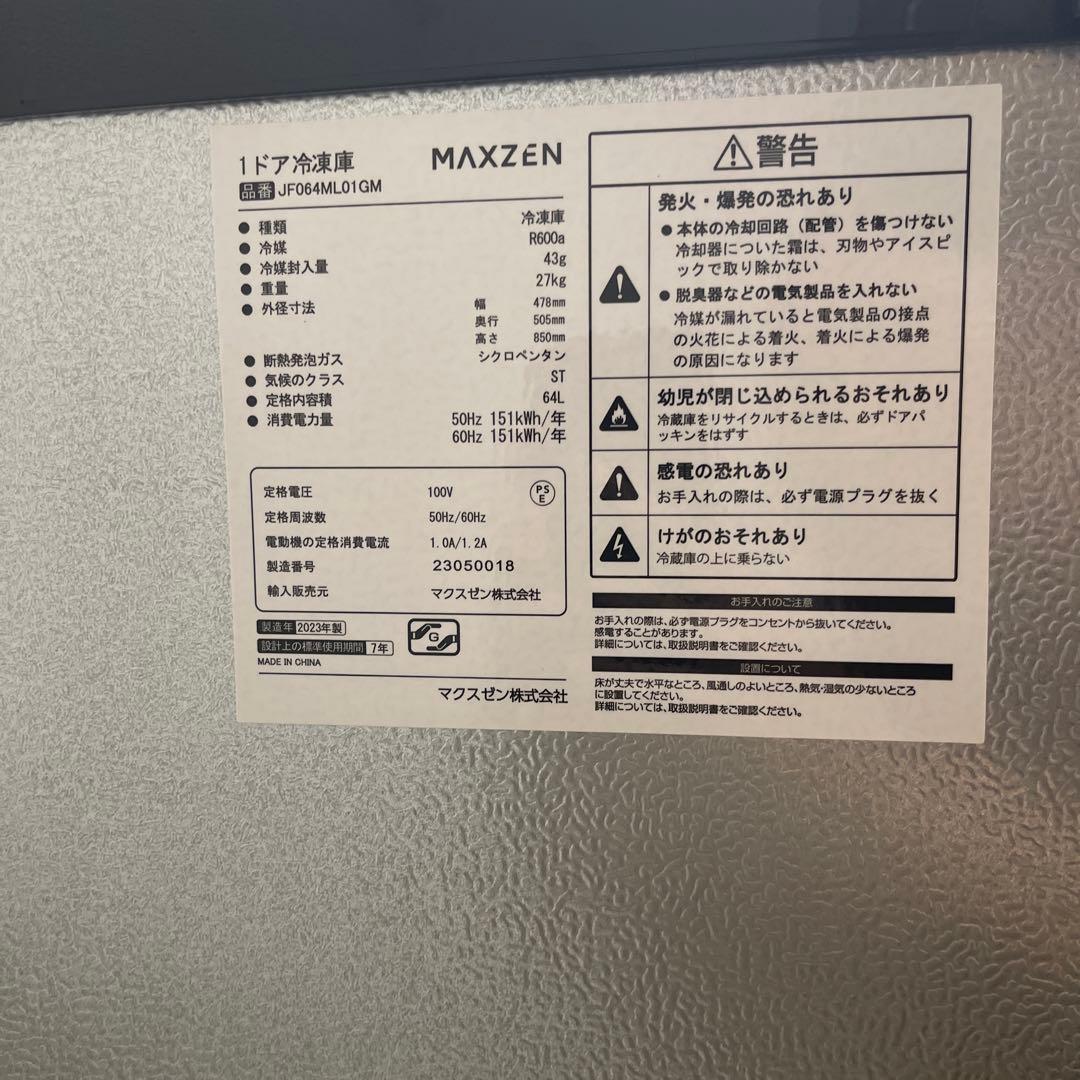 1ドア冷凍庫
MAXZEN
品番 JF064ML01GM
● 種類 冷凍庫
● 冷媒 R600a
● 冷媒封入量 43g
● 重量 27kg
● 外径寸法 幅 478mm
奥行 505mm
高さ 850mm
● 断熱発泡ガス シクロペンタン
● 気候のクラス ST
● 定格内容積 64L
● 消費電力量 50Hz 151kWh/年
60Hz 151kWh/年
定格電圧 100V
PS
E
定格周波数 50Hz/60Hz
電動機の定格消費電流 1.0A/1.2A
製造番号 23050018
輸入販売元 マクスゼン株式会社
製造年 2023年製
設計上の標準使用期間 7年
G
MADE IN CHINA
マクスゼン株式会社
警告
発火・爆発の恐れあり
● 本体の冷却回路（配管）を傷つけない
冷却器についた霜は、刃物やアイスピ
ックで取り除かない
● 脱臭器などの電気製品を入れない
冷媒が漏れていると電気製品の接点
の火花による着火、着火による爆発
の原因になります
幼児が閉じ込められるおそれあり
冷蔵庫をリサイクルするときは、必ずドアパ
ッキンをはずす
感電の恐れあり
お手入れの際は、必ず電源プラグを抜く
けがのおそれあり
冷蔵庫の上に乗らない
お手入れのご注意
お手入れの際は、必ず電源プラグをコンセントから抜いてください。
感電することがあります。
詳細については、取扱説明書をご確認ください。
設置について
床が丈夫で水平なところ、風通しのよいところ、熱気・湿気の少ないところ
に設置してください。
詳細については、取扱説明書をご確認ください。